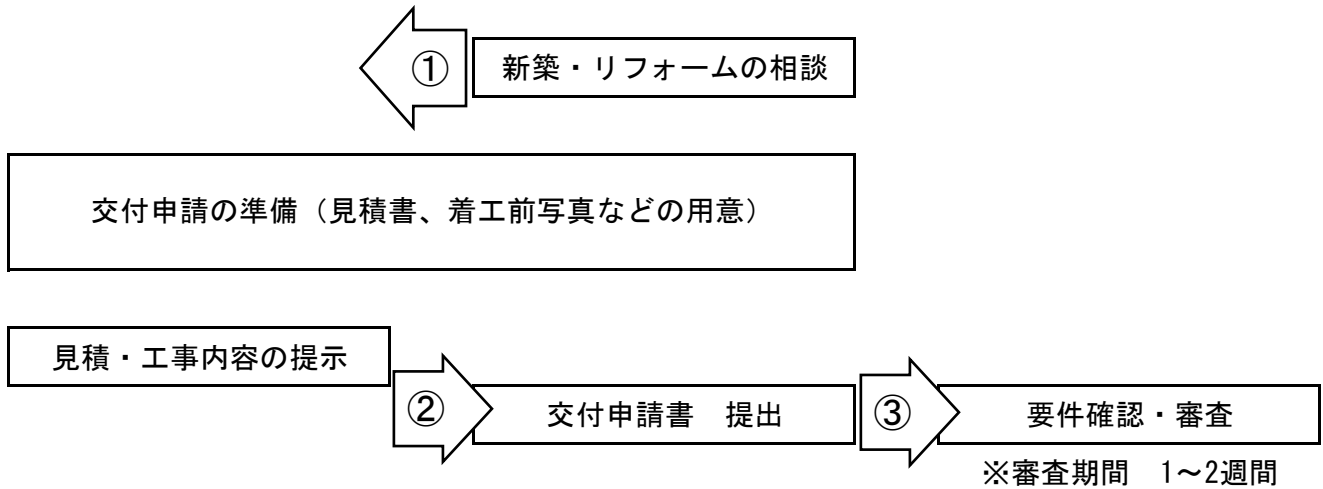 ① 新築・リフォームの相談
交付申請の準備（見積書、着工前写真などの用意）
見積・工事内容の提示
② 交付申請書　提出 ③ 要件確認・審査
※審査期間　1～2週間